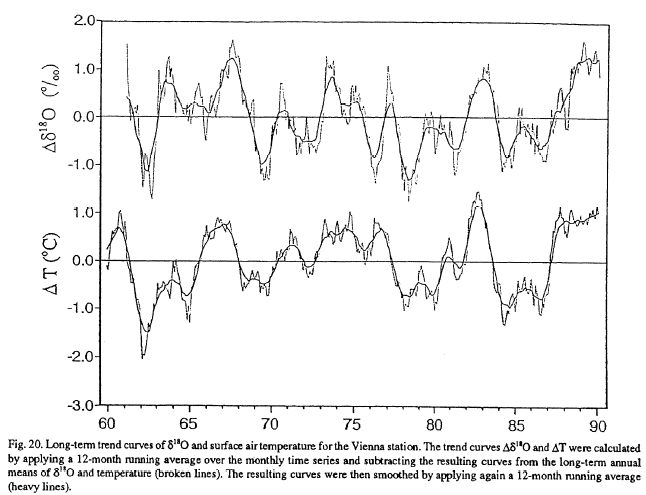 2.0
1.0
0.0
-1.0
Δδ¹⁸O (‰)
1.0
0.0
-1.0
-2.0
-3.0
ΔT (°C)
60 65 70 75 80 85 90
Fig. 20. Long-term trend curves of δ¹⁸O and surface air temperature for the Vienna station. The trend curves Δδ¹⁸O and ΔT were calculated
by applying a 12-month running average over the monthly time series and subtracting the resulting curves from the long-term annual
means of δ¹⁸O and temperature (broken lines). The resulting curves were then smoothed by applying again a 12-month running average
(heavy lines).